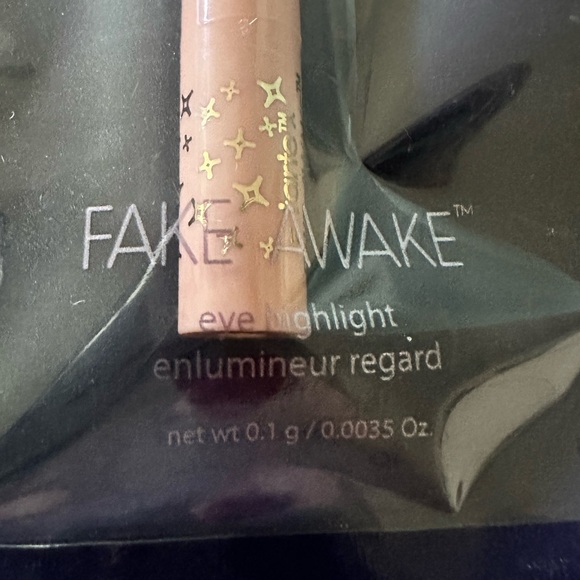 FAKE AWAKE™
eye highlight
enlumineur regard
net wt 0.1 g / 0.0035 Oz.